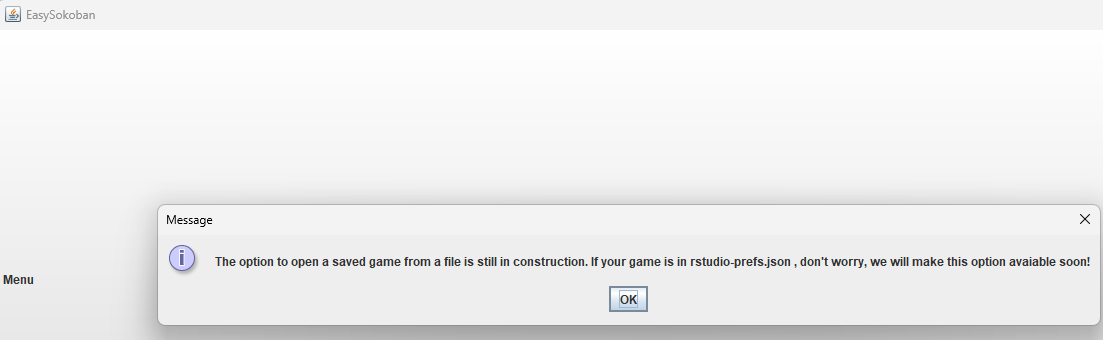 EasySokoban
Message
The option to open a saved game from a file is still in construction. If your game is in rstudio-prefs.json , don't worry, we will make this option avaiable soon!
Menu
OK